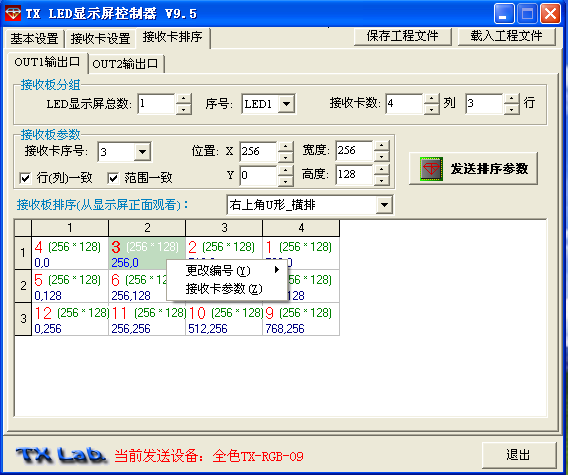 TX LED显示屏控制器 V9.5
基本设置 接收卡设置 接收卡排序 保存工程文件 载入工程文件
OUT1输出口 OUT2输出口
接收板分组
LED显示屏总数: 1 序号: LED1 接收卡数: 4 列 3 行
接收板参数
接收卡序号: 3 位置: X 256 宽度: 256
行(列)一致 范围一致 Y 0 高度: 128
发送排序参数
接收板排序(从显示屏正面观看): 右上角U形_横排
1 2 3 4
1 4 (256*128) 3 (256*128) 2 (256*128) 1 (256*128)
0,0 256,0
更改编号(Y)
接收卡参数(Z)
2 5 (256*128) 6
0,128 256,128 128
3 12 (256*128) 11 (256*128) 10 (256*128) 9 (256*128)
0,256 256,256 512,256 768,256
TX Lab. 当前发送设备: 全色TX-RGB-09 退出